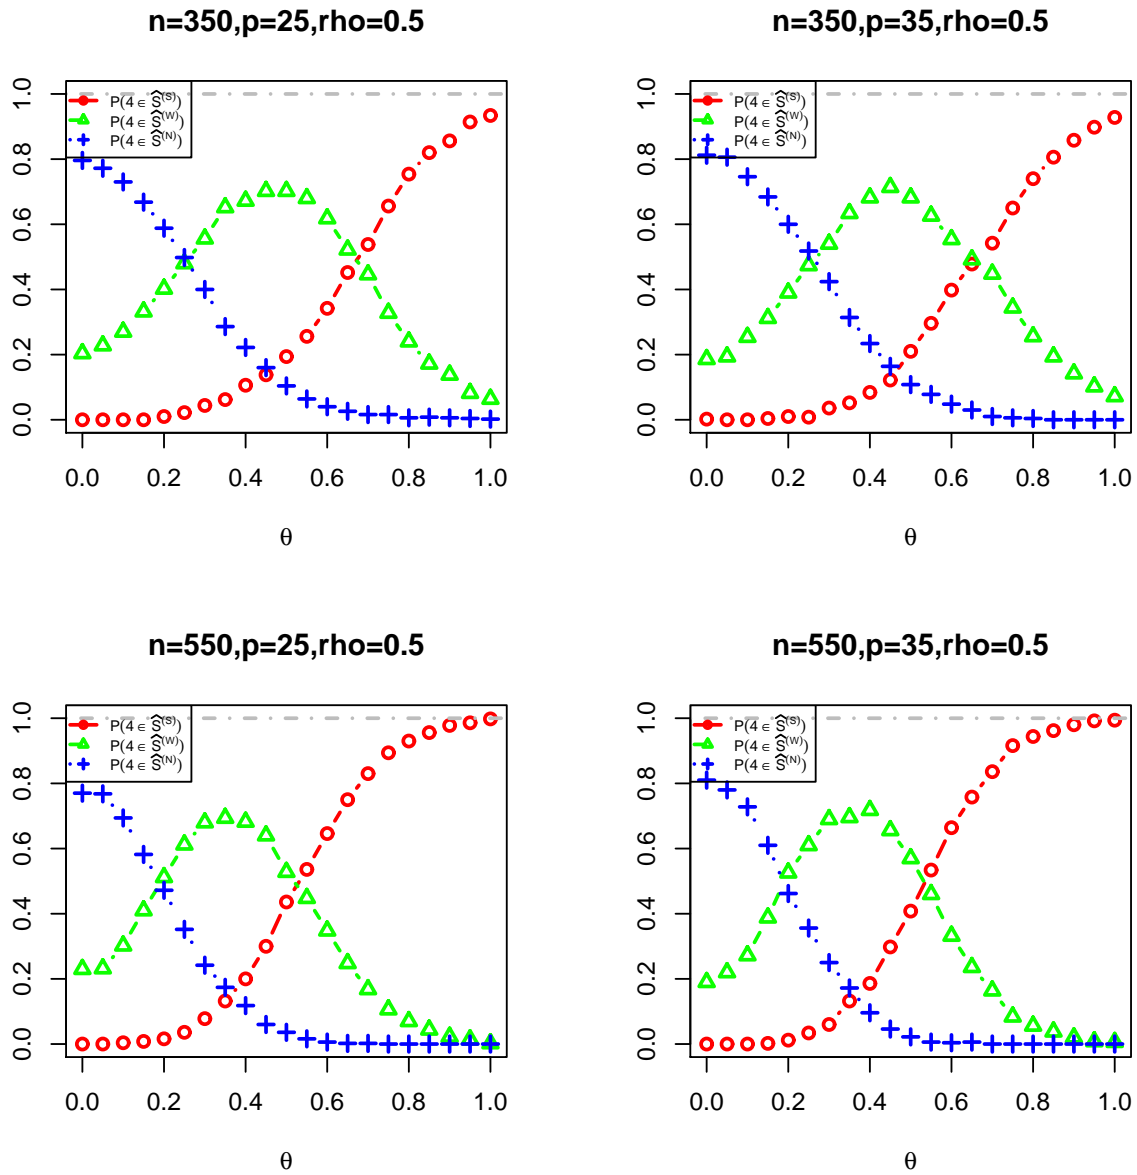 n=350,p=25,rho=0.5
1.0
0.8
0.6
0.4
0.2
0.0
P(4 ∈ Ŝ⁽ˢ⁾)
P(4 ∈ Ŝ⁽ᵂ⁾)
P(4 ∈ Ŝ⁽ᴺ⁾)
0.0 0.2 0.4 0.6 0.8 1.0
θ
n=350,p=35,rho=0.5
1.0
0.8
0.6
0.4
0.2
0.0
P(4 ∈ Ŝ⁽ˢ⁾)
P(4 ∈ Ŝ⁽ᵂ⁾)
P(4 ∈ Ŝ⁽ᴺ⁾)
0.0 0.2 0.4 0.6 0.8 1.0
θ
n=550,p=25,rho=0.5
1.0
0.8
0.6
0.4
0.2
0.0
P(4 ∈ Ŝ⁽ˢ⁾)
P(4 ∈ Ŝ⁽ᵂ⁾)
P(4 ∈ Ŝ⁽ᴺ⁾)
0.0 0.2 0.4 0.6 0.8 1.0
θ
n=550,p=35,rho=0.5
1.0
0.8
0.6
0.4
0.2
0.0
P(4 ∈ Ŝ⁽ˢ⁾)
P(4 ∈ Ŝ⁽ᵂ⁾)
P(4 ∈ Ŝ⁽ᴺ⁾)
0.0 0.2 0.4 0.6 0.8 1.0
θ